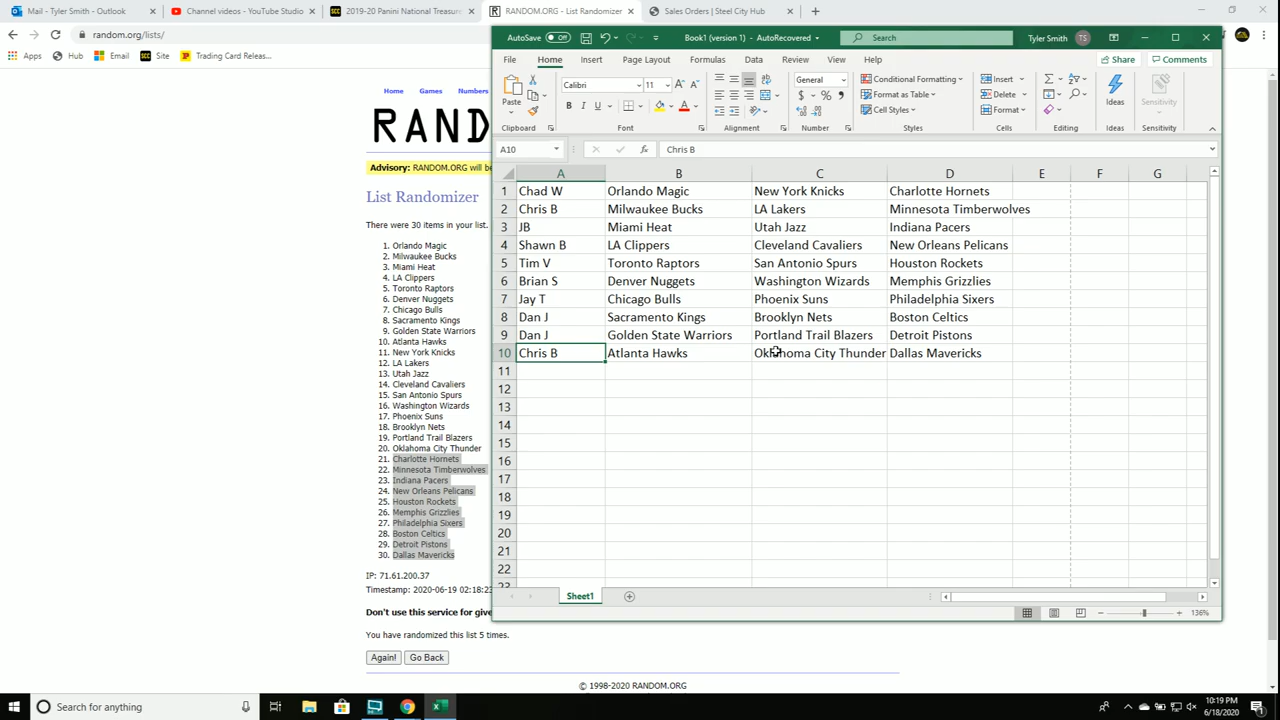 Mail - Tyler Smith - Outlook
Channel videos - YouTube Studio
2019-20 Panini National Treasur
RANDOM.ORG - List Randomizer
Sales Orders | Steel City Hub
random.org/lists/
Apps
Hub
Email
Site
Trading Card Releas...
AutoSave Off
Book1 (version 1) - AutoRecovered
Search
Tyler Smith TS
File Home Insert Page Layout Formulas Data Review View Help Share Comments
Paste
Calibri 11
B I U
General
$ % ,
Conditional Formatting
Format as Table
Cell Styles
Insert
Delete
Format
Ideas
Sensitivity
Clipboard Font Alignment Number Styles Cells Editing Ideas Sensitivity
A10 fx Chris B
A B C D E F G
1 Chad W Orlando Magic New York Knicks Charlotte Hornets
2 Chris B Milwaukee Bucks LA Lakers Minnesota Timberwolves
3 JB Miami Heat Utah Jazz Indiana Pacers
4 Shawn B LA Clippers Cleveland Cavaliers New Orleans Pelicans
5 Tim V Toronto Raptors San Antonio Spurs Houston Rockets
6 Brian S Denver Nuggets Washington Wizards Memphis Grizzlies
7 Jay T Chicago Bulls Phoenix Suns Philadelphia Sixers
8 Dan J Sacramento Kings Brooklyn Nets Boston Celtics
9 Dan J Golden State Warriors Portland Trail Blazers Detroit Pistons
10 Chris B Atlanta Hawks Oklahoma City Thunder Dallas Mavericks
11
12
13
14
15
16
17
18
19
20
21
22
23
Sheet1
136%
Home Games Numbers
RAND
Advisory: RANDOM.ORG will be
List Randomizer
There were 30 items in your list.
1. Orlando Magic
2. Milwaukee Bucks
3. Miami Heat
4. LA Clippers
5. Toronto Raptors
6. Denver Nuggets
7. Chicago Bulls
8. Sacramento Kings
9. Golden State Warriors
10. Atlanta Hawks
11. New York Knicks
12. LA Lakers
13. Utah Jazz
14. Cleveland Cavaliers
15. San Antonio Spurs
16. Washington Wizards
17. Phoenix Suns
18. Brooklyn Nets
19. Portland Trail Blazers
20. Oklahoma City Thunder
21. Charlotte Hornets
22. Minnesota Timberwolves
23. Indiana Pacers
24. New Orleans Pelicans
25. Houston Rockets
26. Memphis Grizzlies
27. Philadelphia Sixers
28. Boston Celtics
29. Detroit Pistons
30. Dallas Mavericks
IP: 71.61.200.37
Timestamp: 2020-06-19 02:18:23
Don't use this service for give
You have randomized this list 5 times.
Again! Go Back
© 1998-2020 RANDOM.ORG
Search for anything
10:19 PM
6/18/2020